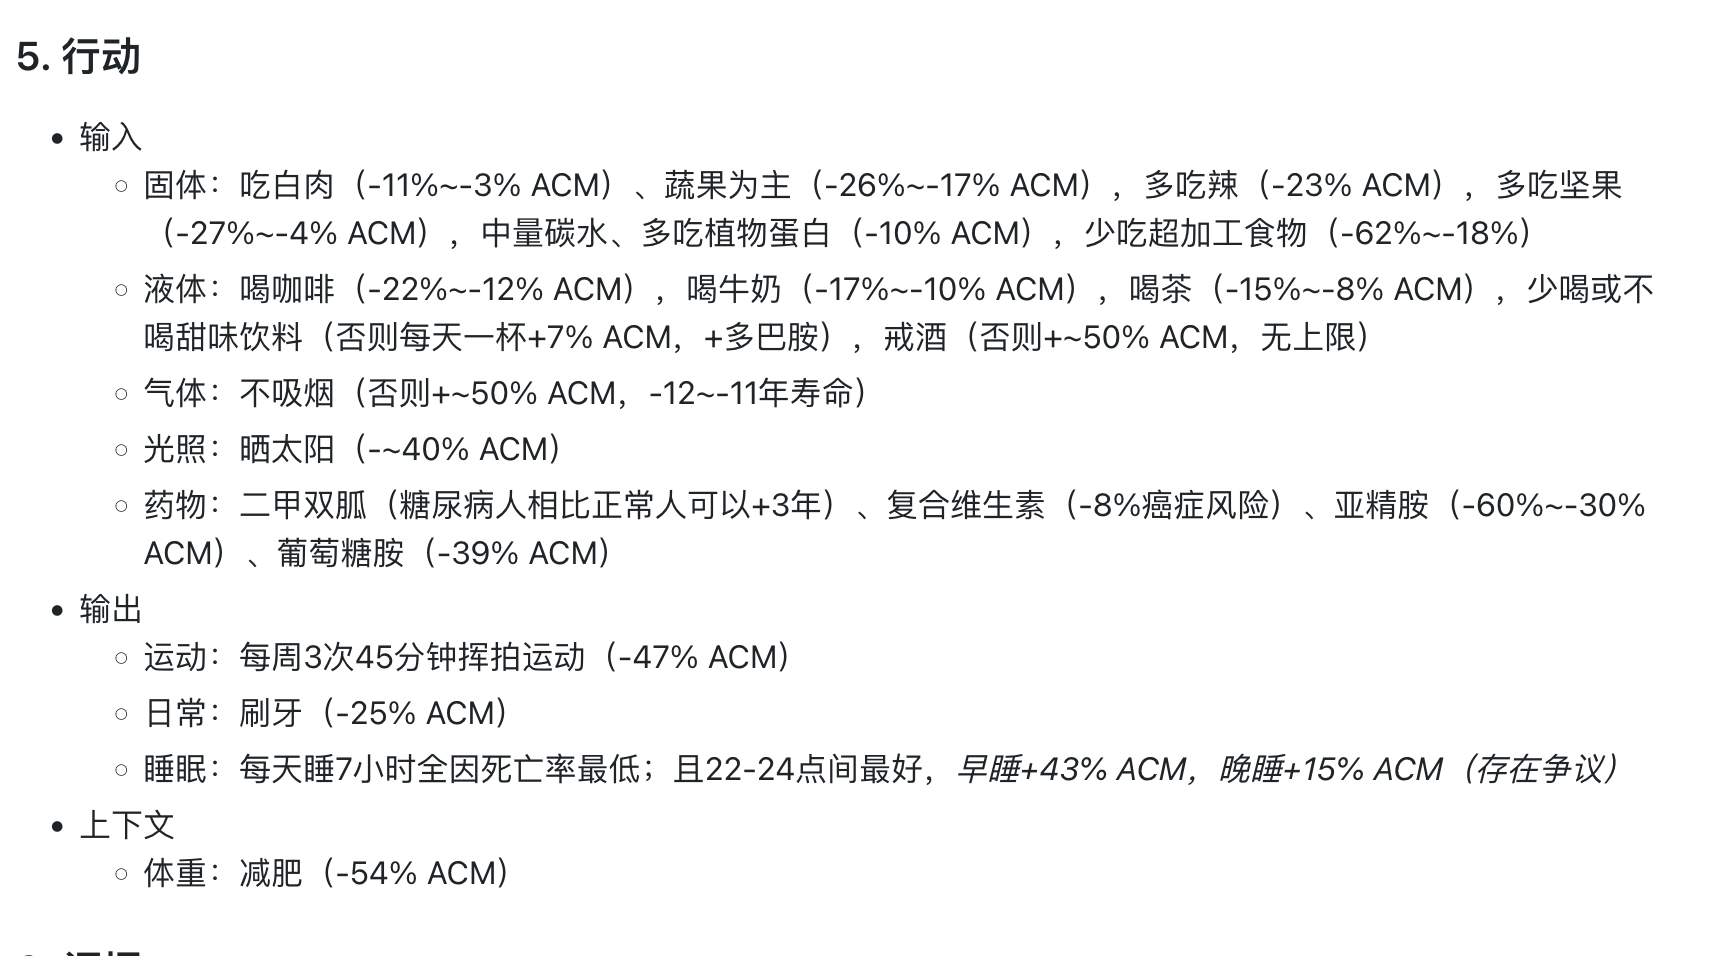 5. 行动
输入
固体：吃白肉（-11%~-3% ACM）、蔬果为主（-26%~-17% ACM），多吃辣（-23% ACM），多吃坚果
（-27%~-4% ACM），中量碳水、多吃植物蛋白（-10% ACM），少吃超加工食物（-62%~-18%）
液体：喝咖啡（-22%~-12% ACM），喝牛奶（-17%~-10% ACM），喝茶（-15%~-8% ACM），少喝或不
喝甜味饮料（否则每天一杯+7% ACM，+多巴胺），戒酒（否则+~50% ACM，无上限）
气体：不吸烟（否则+~50% ACM，-12~-11年寿命）
光照：晒太阳（-~40% ACM）
药物：二甲双胍（糖尿病人相比正常人可以+3年）、复合维生素（-8%癌症风险）、亚精胺（-60%~-30%
ACM）、葡萄糖胺（-39% ACM）
输出
运动：每周3次45分钟挥拍运动（-47% ACM）
日常：刷牙（-25% ACM）
睡眠：每天睡7小时全因死亡率最低；且22-24点间最好，早睡+43% ACM，晚睡+15% ACM（存在争议）
上下文
体重：减肥（-54% ACM）